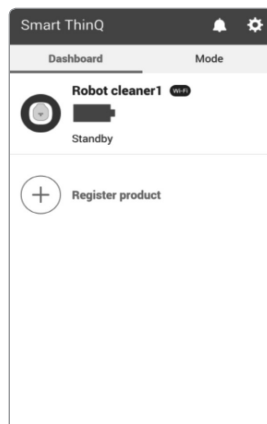 Smart ThinQ
Dashboard Mode
Robot cleaner1 Wi-Fi
Standby
Register product